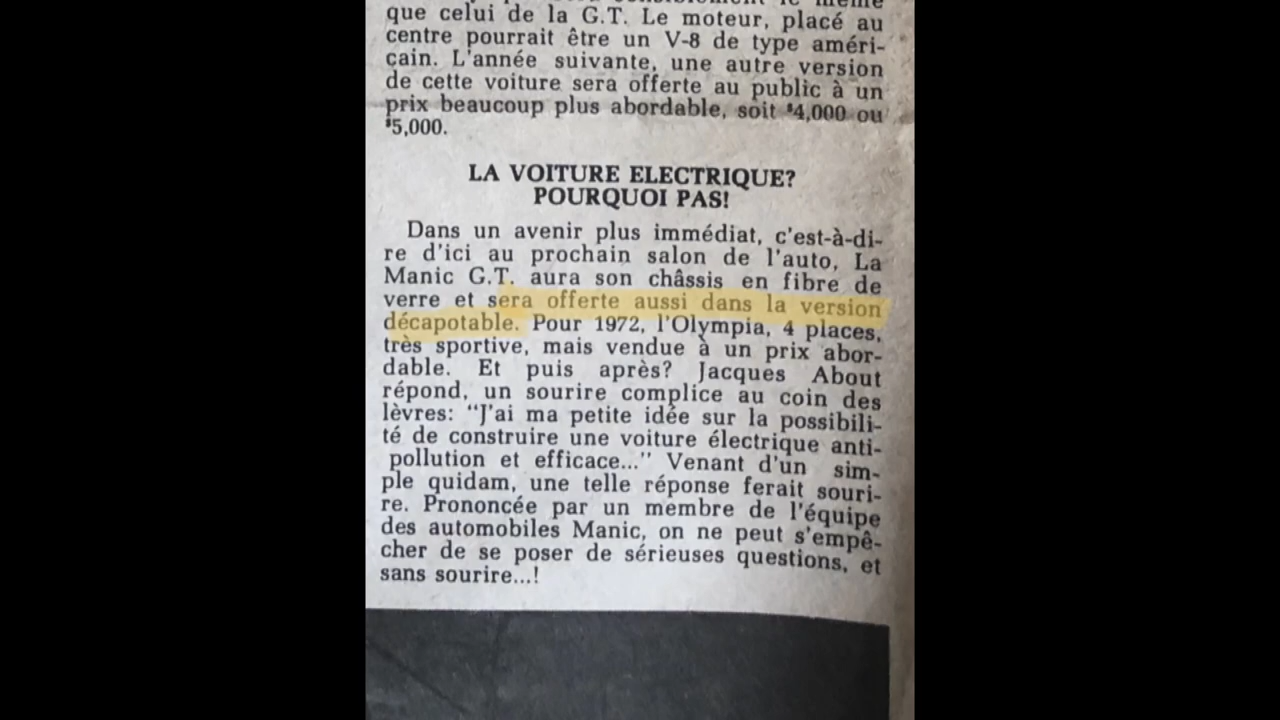 même
que celui de la G.T. Le moteur, placé au
centre pourrait être un V-8 de type améri-
cain. L'année suivante, une autre version
de cette voiture sera offerte au public à un
prix beaucoup plus abordable, soit $4,000 ou
$5,000.
LA VOITURE ELECTRIQUE?
POURQUOI PAS!
Dans un avenir plus immédiat, c'est-à-di-
re d'ici au prochain salon de l'auto, La
Manic G.T. aura son châssis en fibre de
verre et sera offerte aussi dans la version
décapotable. Pour 1972, l'Olympia, 4 places,
très sportive, mais vendue à un prix abor-
dable. Et puis après? Jacques About
répond, un sourire complice au coin des
lèvres: "J'ai ma petite idée sur la possibili-
té de construire une voiture électrique anti-
pollution et efficace..." Venant d'un sim-
ple quidam, une telle réponse ferait souri-
re. Prononcée par un membre de l'équipe
des automobiles Manic, on ne peut s'empê-
cher de se poser de sérieuses questions, et
sans sourire...!